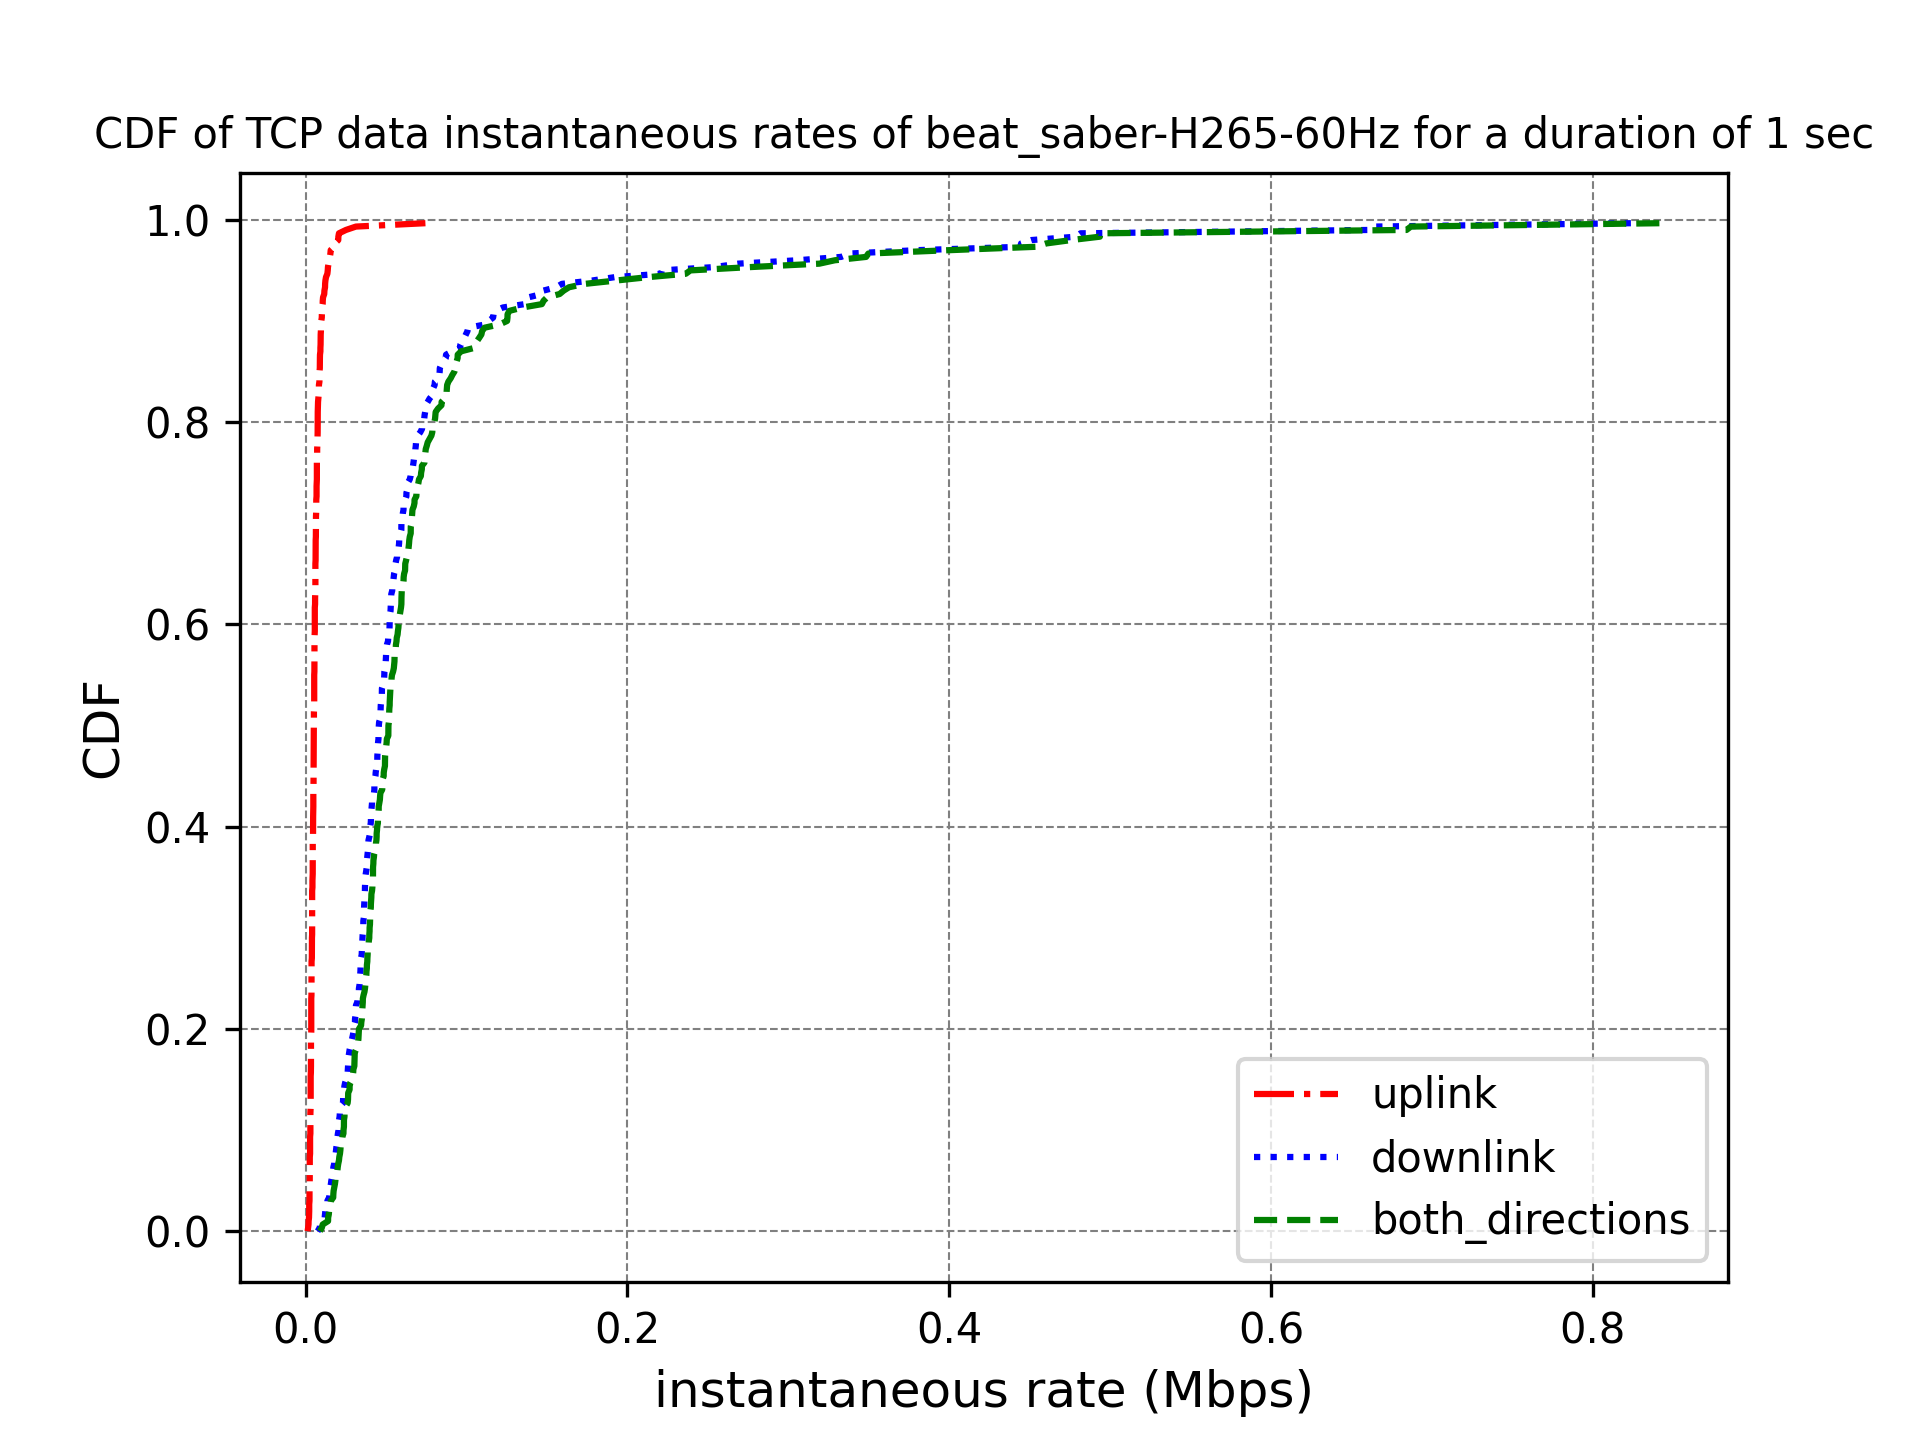 CDF of TCP data instantaneous rates of beat_saber-H265-60Hz for a duration of 1 sec
1.0
0.8
0.6
0.4
0.2
0.0
CDF
uplink
downlink
both_directions
0.0 0.2 0.4 0.6 0.8
instantaneous rate (Mbps)